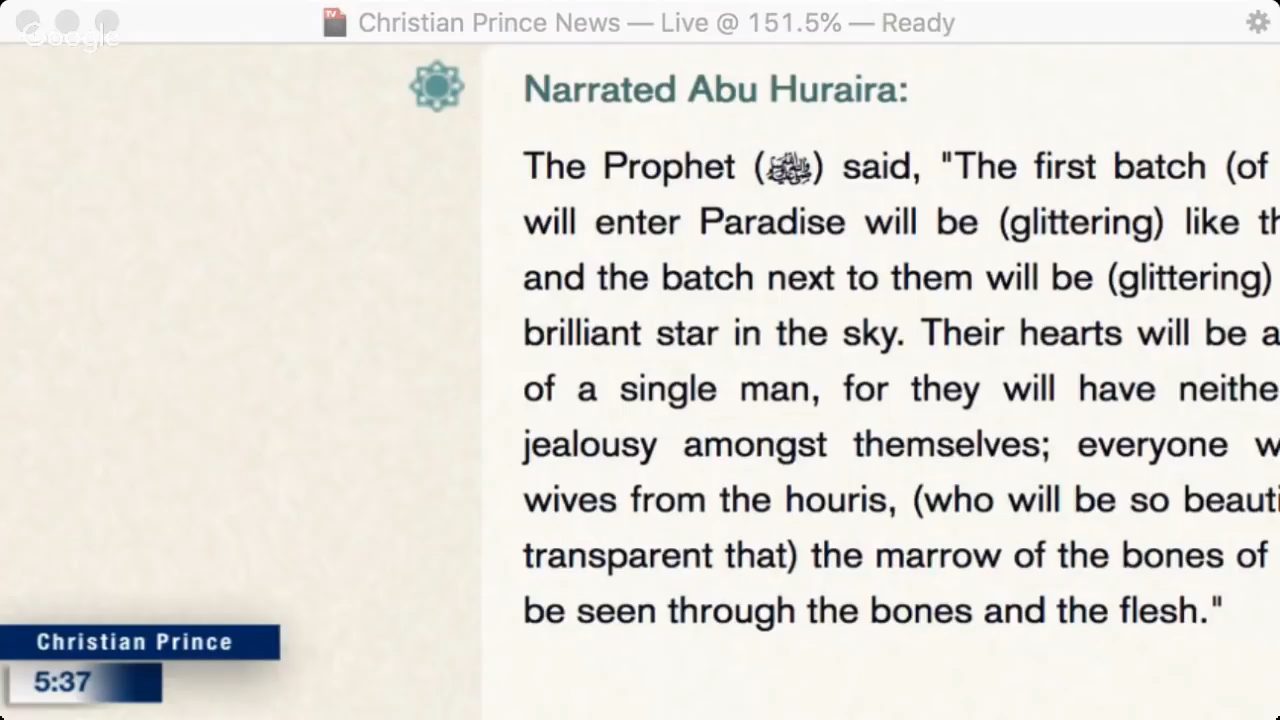 Christian Prince News — Live @ 151.5% — Ready
Google
Narrated Abu Huraira:
The Prophet (ﷺ) said, "The first batch (of
will enter Paradise will be (glittering) like
and the batch next to them will be (glittering)
brilliant star in the sky. Their hearts will be
of a single man, for they will have
jealousy amongst themselves; everyone
wives from the houris, (who will be so
transparent that) the marrow of the bones of
be seen through the bones and the flesh."
Christian Prince
5:37